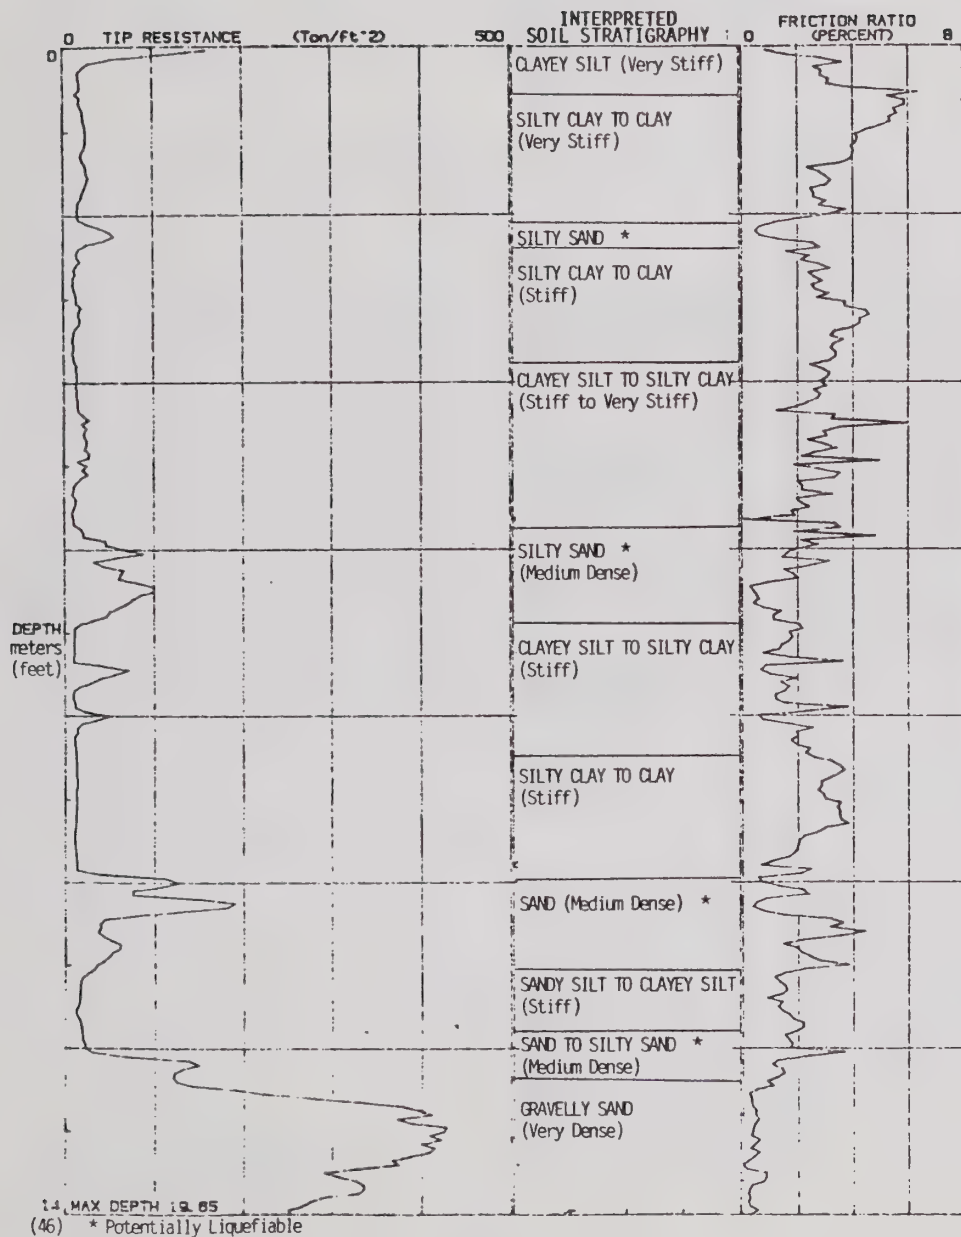 INTERPRETED
SOIL STRATIGRAPHY :
0 TIP RESISTANCE (Ton/ft^2) 500
FRICTION RATIO
0 (PERCENT) 8
0
CLAYEY SILT (Very Stiff)
SILTY CLAY TO CLAY
(Very Stiff)
SILTY SAND *
SILTY CLAY TO CLAY
(Stiff)
CLAYEY SILT TO SILTY CLAY
(Stiff to Very Stiff)
SILTY SAND *
(Medium Dense)
DEPTH
meters
(feet)
CLAYEY SILT TO SILTY CLAY
(Stiff)
SILTY CLAY TO CLAY
(Stiff)
SAND (Medium Dense) *
SANDY SILT TO CLAYEY SILT
(Stiff)
SAND TO SILTY SAND *
(Medium Dense)
GRAVELLY SAND
(Very Dense)
14 MAX DEPTH
(46) * Potentially Liquefiable